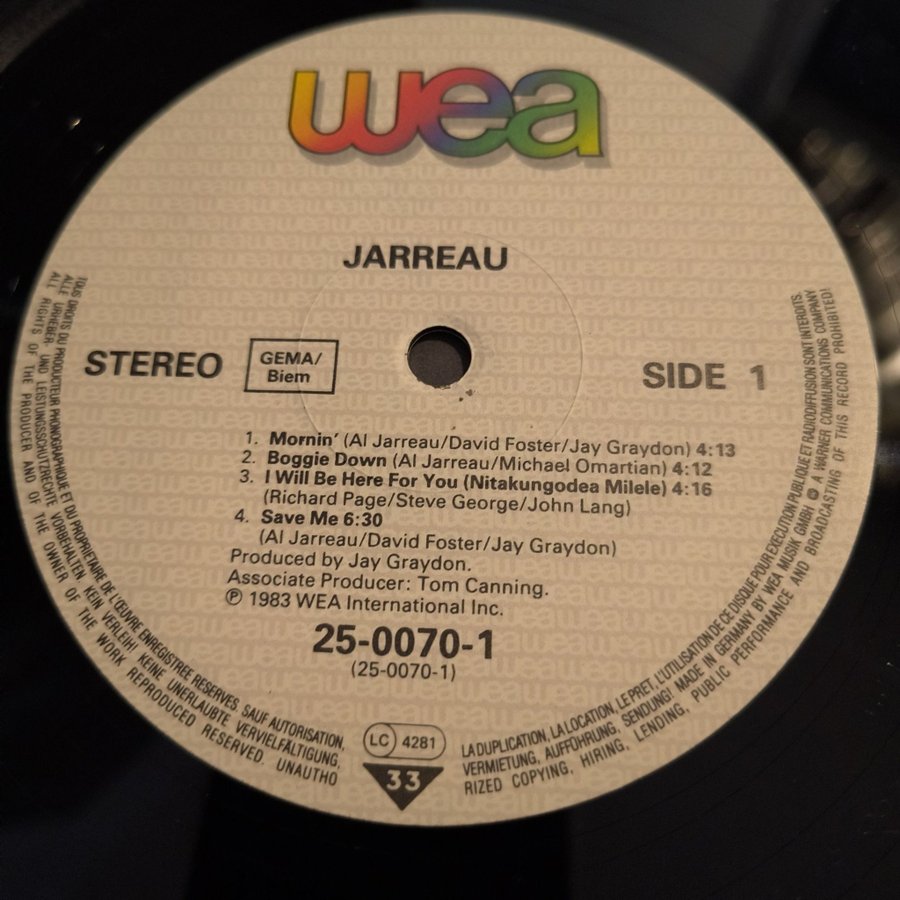 wea
JARREAU
STEREO
GEMA/
Biem
SIDE 1
1. Mornin' (Al Jarreau/David Foster/Jay Graydon) 4:13
2. Boggie Down (Al Jarreau/Michael Omartian) 4:12
3. I Will Be Here For You (Nitakungodea Milele) 4:16
(Richard Page/Steve George/John Lang)
4. Save Me 6:30
(Al Jarreau/David Foster/Jay Graydon)
Produced by Jay Graydon.
Associate Producer: Tom Canning.
℗ 1983 WEA International Inc.
25-0070-1
(25-0070-1)
LC 4281
33
TOUS DROITS DU PRODUCTEUR PHONOGRAPHIQUE ET DU PROPRIETAIRE DE L'ŒUVRE ENREGISTREE RESERVES. SAUF AUTORISATION,
LA DUPLICATION, LA LOCATION, LE PRET, L'UTILISATION DE CE DISQUE POUR EXECUTION PUBLIQUE ET RADIODIFFUSION SONT INTERDITS.
ALLE URHEBER UND LEISTUNGSSCHUTZRECHTE VORBEHALTEN. KEIN VERLEIH! KEINE UNERLAUBTE VERVIELFÄLTIGUNG,
VERMIETUNG, AUFFÜHRUNG, SENDUNG! MADE IN GERMANY BY WEA MUSIK GMBH A WARNER COMMUNICATIONS COMPANY
ALL RIGHTS OF THE PRODUCER AND OF THE OWNER OF THE WORK REPRODUCED RESERVED. UNAUTHO
RIZED COPYING, HIRING, LENDING, PUBLIC PERFORMANCE AND BROADCASTING OF THIS RECORD PROHIBITED!